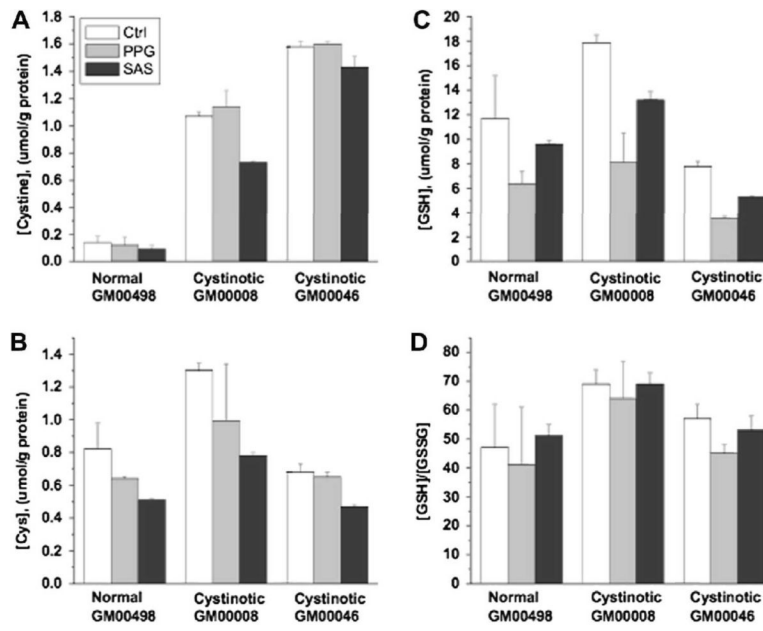 A
Ctrl
PPG
SAS
[Cystine], (umol/g protein)
1.8
1.6
1.4
1.2
1.0
0.8
0.6
0.4
0.2
0.0
Normal
GM00498
Cystinotic
GM00008
Cystinotic
GM00046
B
[Cys], (umol/g protein)
1.4
1.2
1.0
0.8
0.6
0.4
0.2
0.0
Normal
GM00498
Cystinotic
GM00008
Cystinotic
GM00046
C
[GSH], (umol/g protein)
20
18
16
14
12
10
8
6
4
2
0
Normal
GM00498
Cystinotic
GM00008
Cystinotic
GM00046
D
[GSH]/[GSSG]
80
70
60
50
40
30
20
10
0
Normal
GM00498
Cystinotic
GM00008
Cystinotic
GM00046